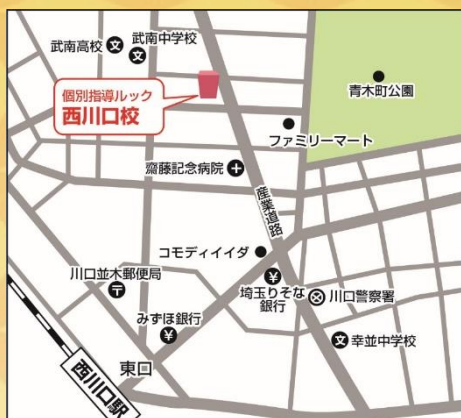 武南高校
文
武南中学校
文
個別指導ルック
西川口校
青木町公園
ファミリーマート
齋藤記念病院
産業道路
コモディイイダ
川口並木郵便局
〒
¥
埼玉りそな
銀行
川口警察署
みずほ銀行
¥
文
幸並中学校
東口
西川口駅